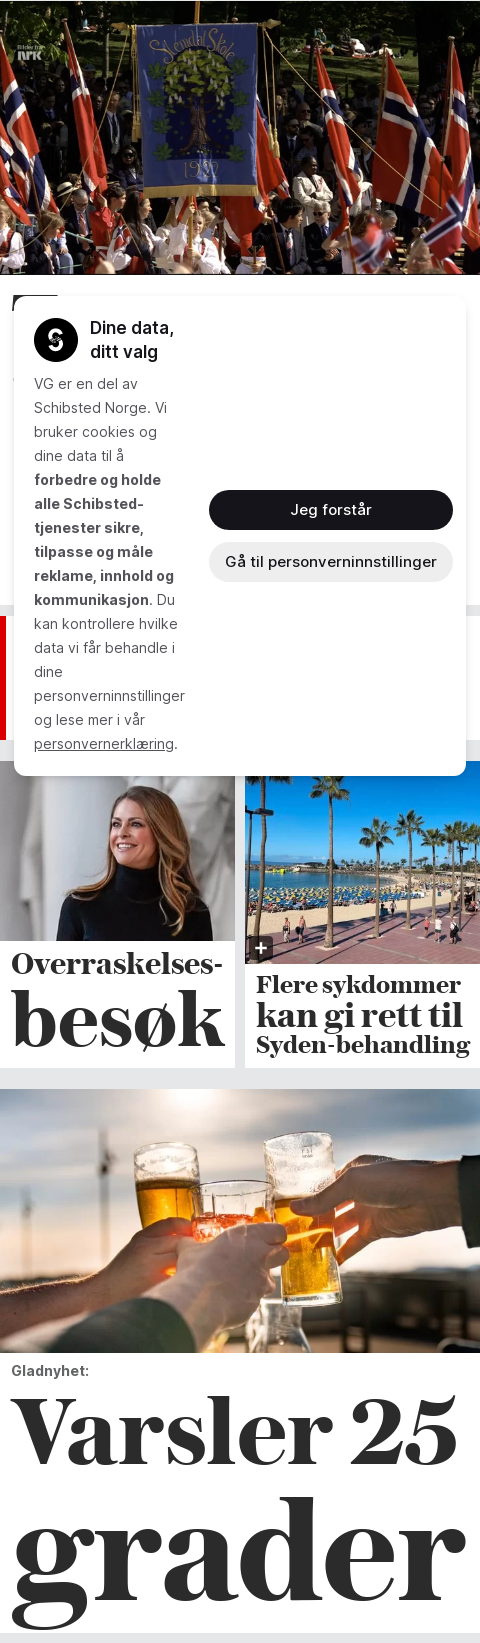 Bilder fra
NRK
Slemdal Skole
1932
Dine data,
ditt valg
VG er en del av
Schibsted Norge. Vi
bruker cookies og
dine data til å
forbedre og holde
alle Schibsted-
tjenester sikre,
tilpasse og måle
reklame, innhold og
kommunikasjon. Du
kan kontrollere hvilke
data vi får behandle i
dine
personverninnstillinger
og lese mer i vår
personvernerklæring.
Jeg forstår
Gå til personverninnstillinger
Overraskelses-
besøk
Flere sykdommer
kan gi rett til
Syden-behandling
Gladnyhet:
Varsler 25
grader